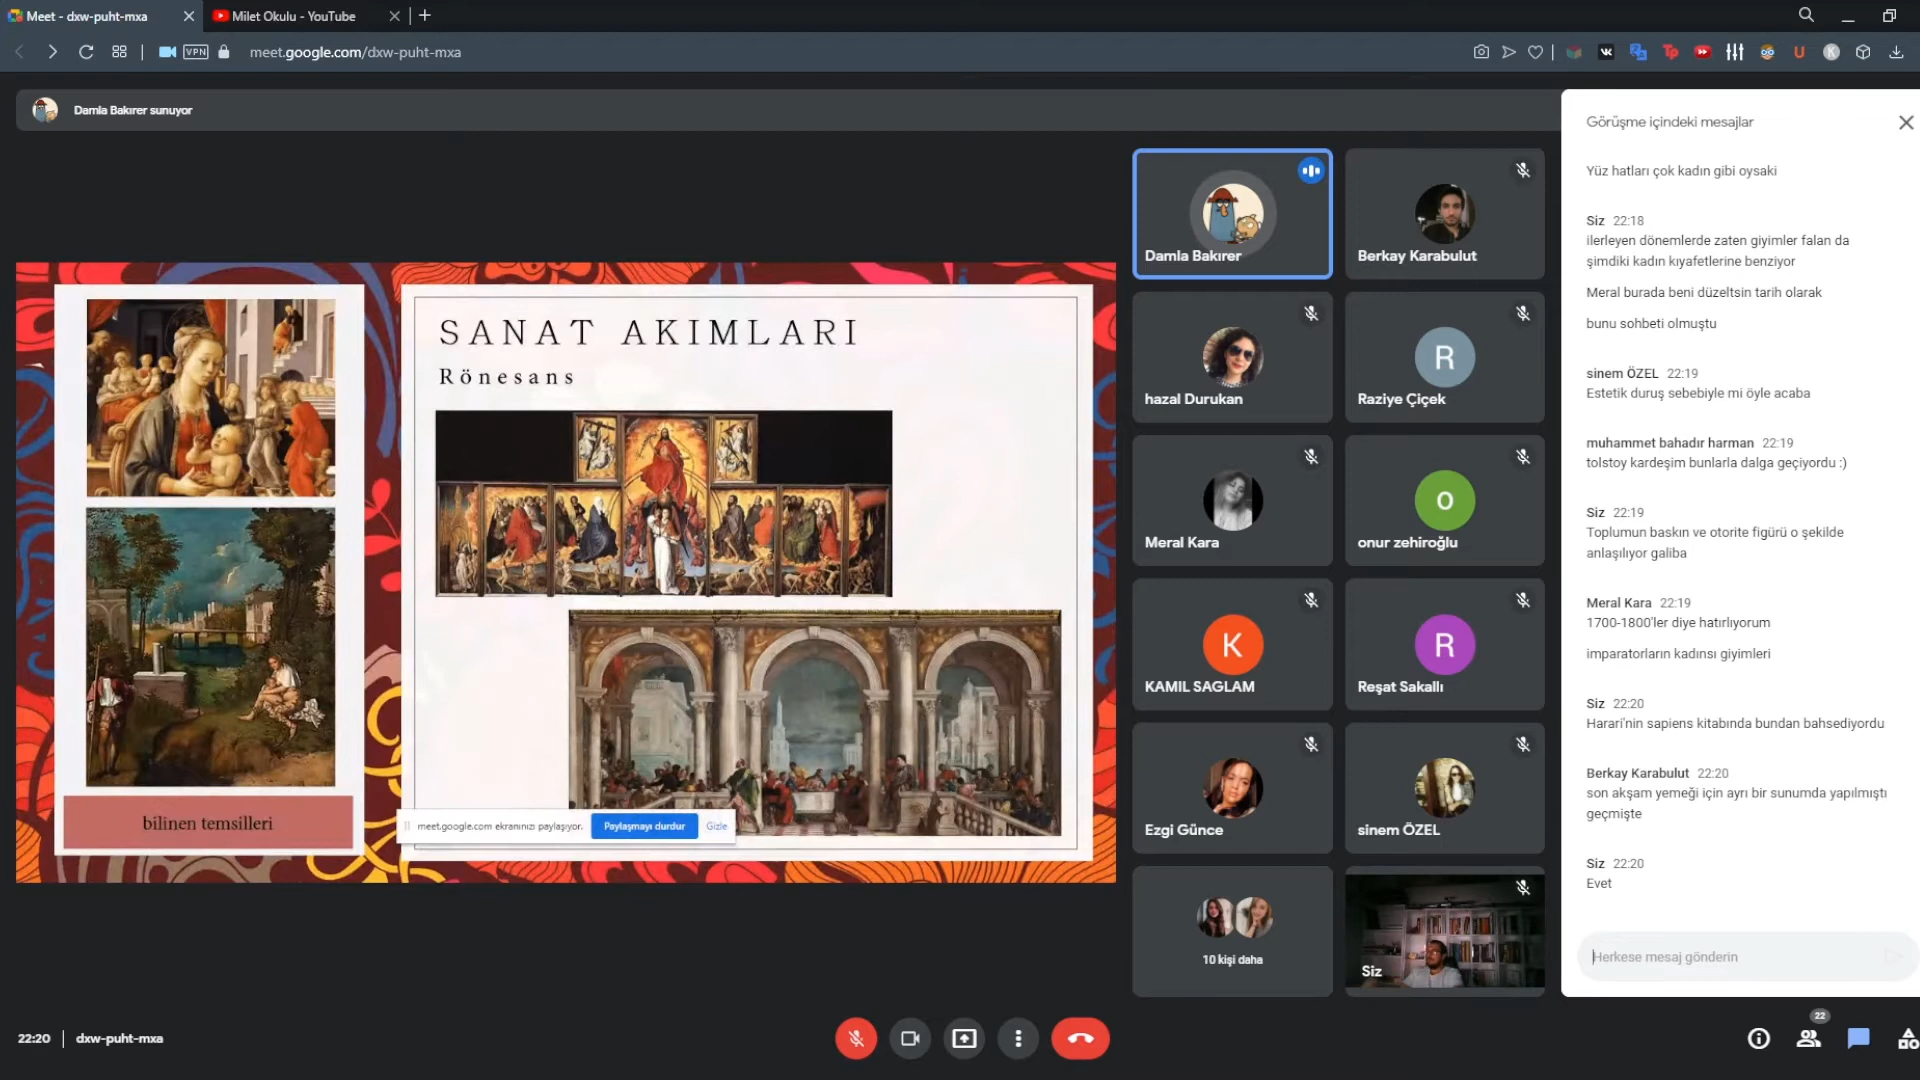 Meet - dxw-puht-mxa
Milet Okulu - YouTube
VPN
meet.google.com/dxw-puht-mxa
Damla Bakırer sunuyor
SANAT AKIMLARI
Rönesans
bilinen temsilleri
meet.google.com ekranınızı paylaşıyor.
Paylaşmayı durdur
Gizle
Damla Bakırer
Berkay Karabulut
hazal Durukan
R
Raziye Çiçek
Meral Kara
o
onur zehiroğlu
K
KAMIL SAGLAM
R
Reşat Sakallı
Ezgi Günce
sinem ÖZEL
10 kişi daha
Siz
Görüşme içindeki mesajlar
Yüz hatları çok kadın gibi oysaki
Siz 22:18
ilerleyen dönemlerde zaten giyimler falan da
şimdiki kadın kıyafetlerine benziyor
Meral burada beni düzeltsin tarih olarak
bunu sohbeti olmuştu
sinem ÖZEL 22:19
Estetik duruş sebebiyle mi öyle acaba
muhammet bahadır harman 22:19
tolstoy kardeşim bunlarla dalga geçiyordu :)
Siz 22:19
Toplumun baskın ve otorite figürü o şekilde
anlaşılıyor galiba
Meral Kara 22:19
1700-1800'ler diye hatırlıyorum
imparatorların kadınsı giyimleri
Siz 22:20
Harari'nin sapiens kitabında bundan bahsediyordu
Berkay Karabulut 22:20
son akşam yemeği için ayrı bir sunumda yapılmıştı
geçmişte
Siz 22:20
Evet
Herkese mesaj gönderin
22:20
dxw-puht-mxa
22